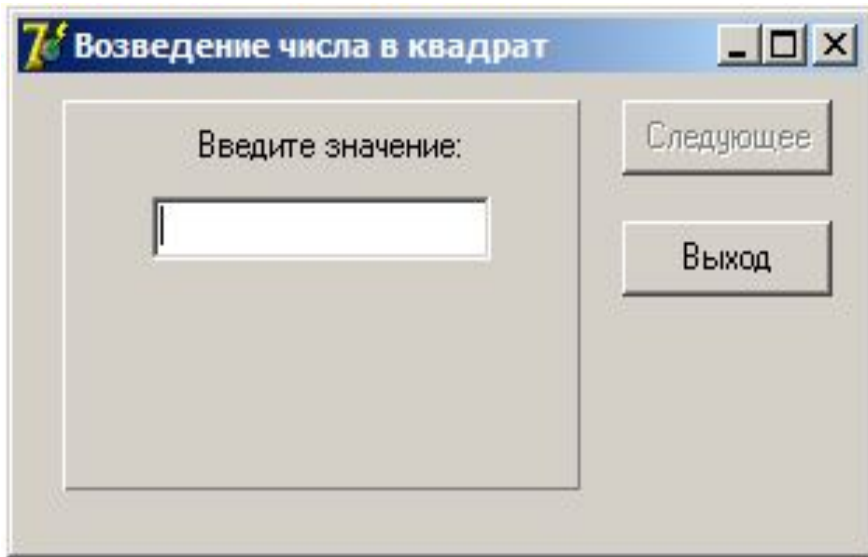 Возведение числа в квадрат
Введите значение:
Следующее
Выход